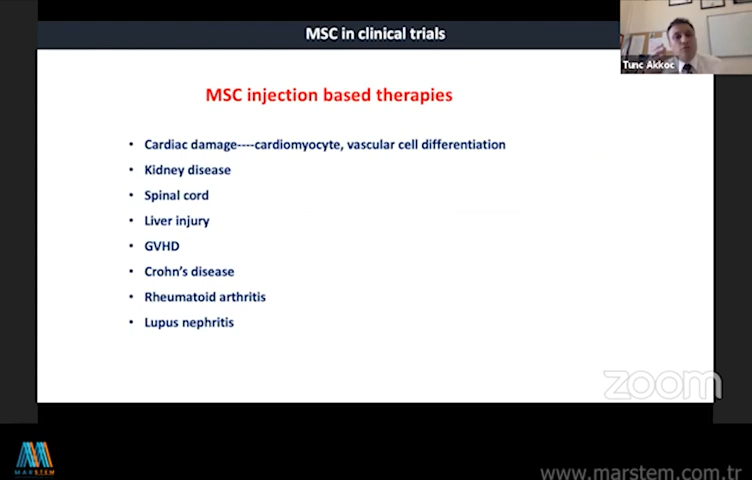 MSC in clinical trials
Tunc Akkoc
MSC injection based therapies
• Cardiac damage----cardiomyocyte, vascular cell differentiation
• Kidney disease
• Spinal cord
• Liver injury
• GVHD
• Crohn's disease
• Rheumatoid arthritis
• Lupus nephritis
zoom
MARSTEM
www.marstem.com.tr